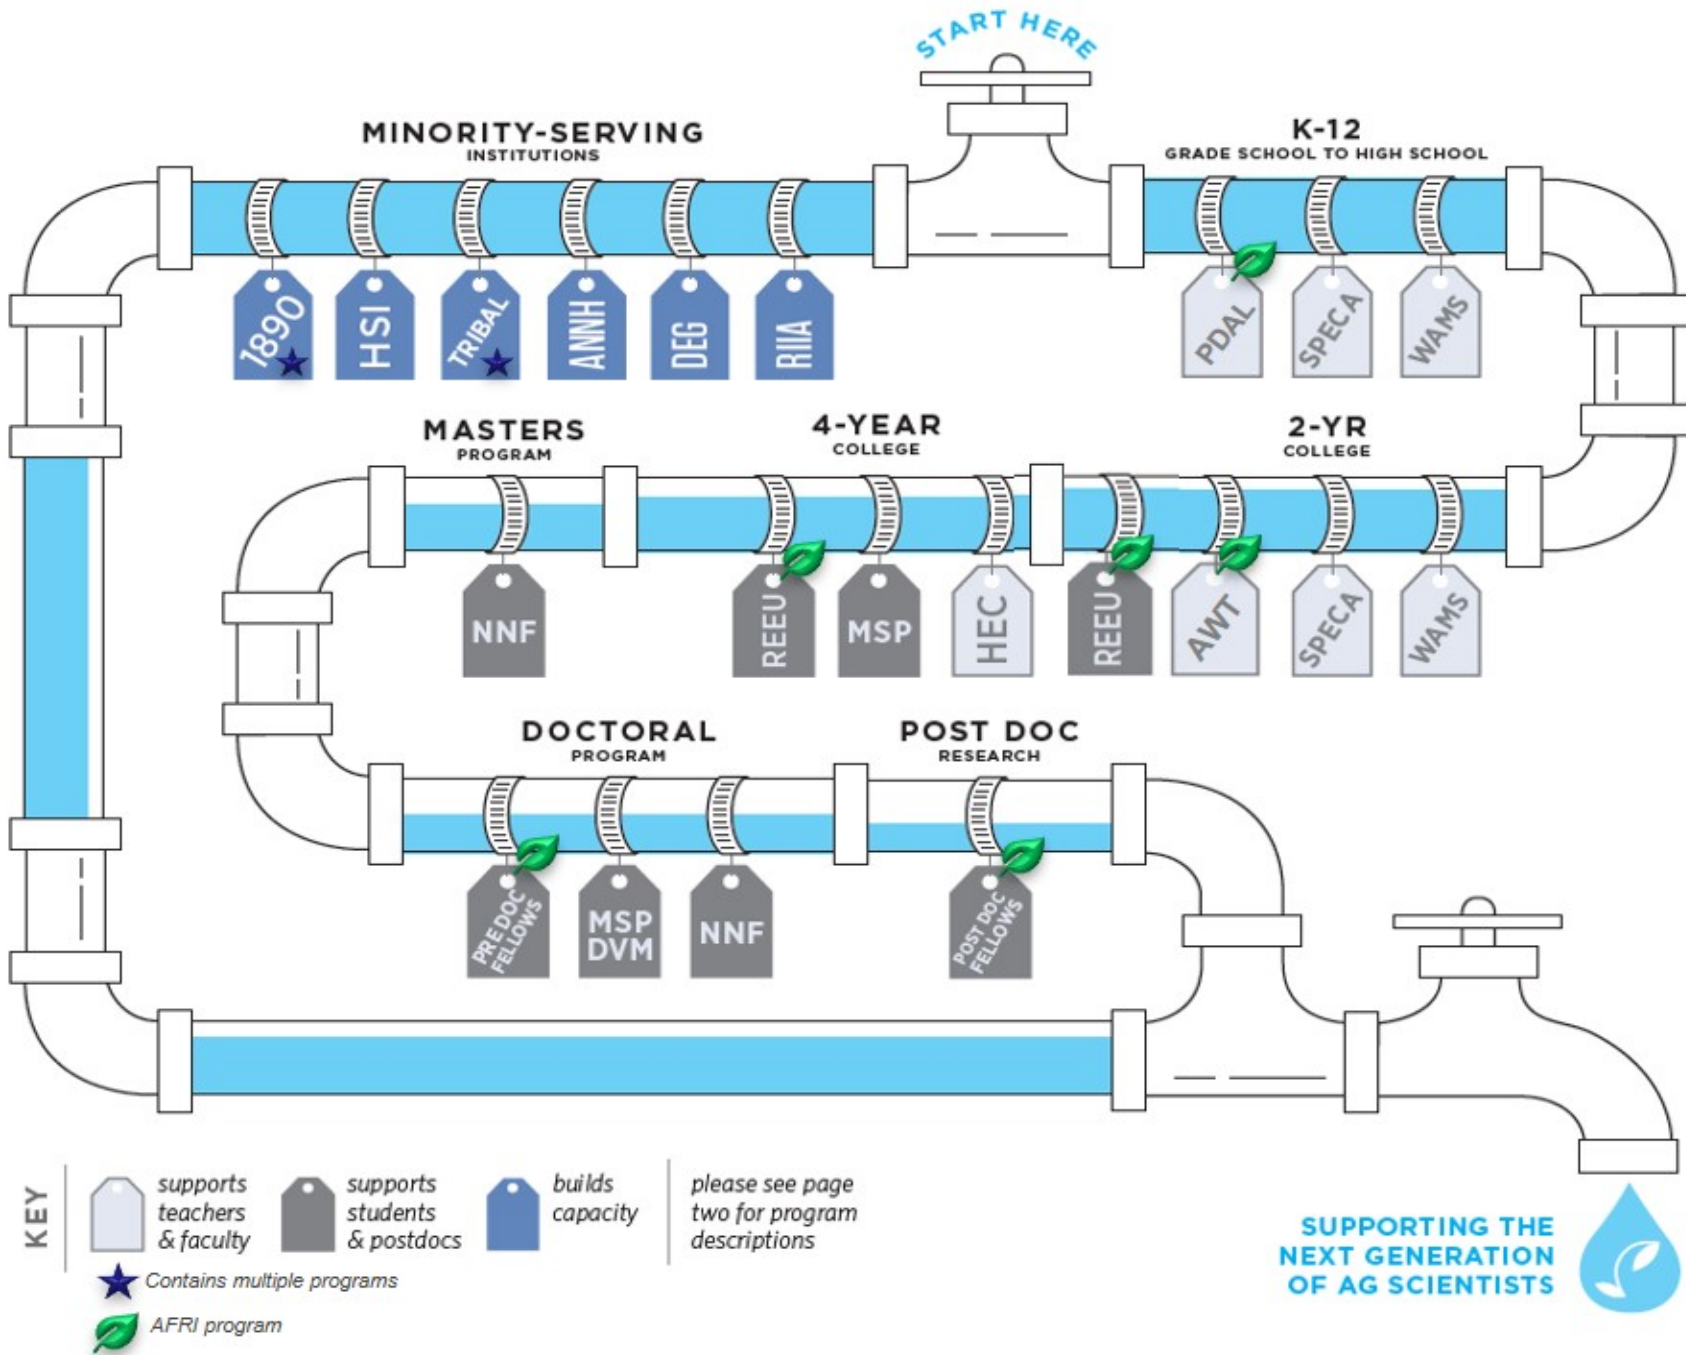 START HERE
MINORITY-SERVING
INSTITUTIONS
K-12
GRADE SCHOOL TO HIGH SCHOOL
1890
HSI
TRIBAL
ANNH
DEG
RIIA
PDAL
SPECA
WAMS
MASTERS
PROGRAM
4-YEAR
COLLEGE
2-YR
COLLEGE
NNF
REEU
MSP
HEC
REEU
AWT
SPECA
WAMS
DOCTORAL
PROGRAM
POST DOC
RESEARCH
PRE DOC
FELLOWS
MSP
DVM
NNF
POST DOC
FELLOWS
KEY
supports
teachers
& faculty
supports
students
& postdocs
builds
capacity
please see page
two for program
descriptions
Contains multiple programs
AFRI program
SUPPORTING THE
NEXT GENERATION
OF AG SCIENTISTS